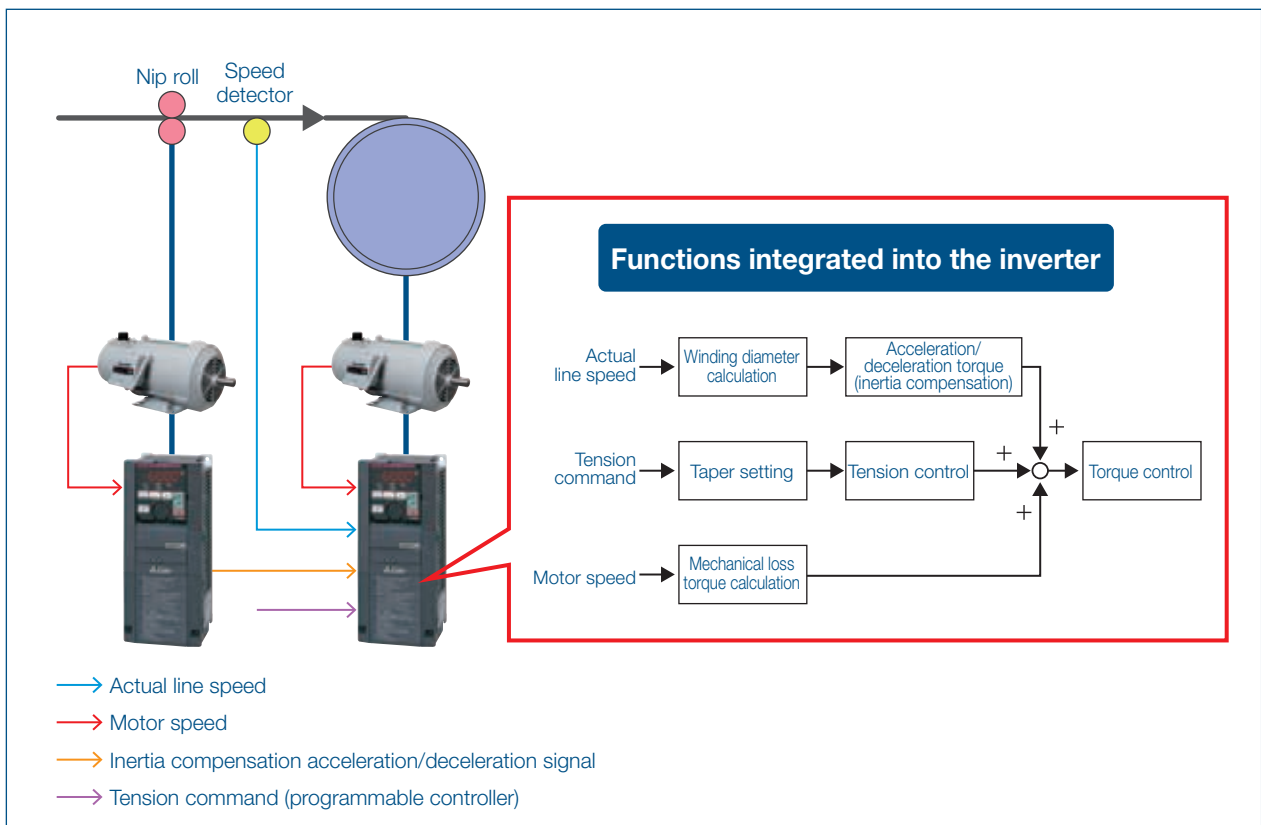 Nip roll
Speed
detector
Functions integrated into the inverter
Actual
line speed
Winding diameter
calculation
Acceleration/
deceleration torque
(inertia compensation)
+
Tension
command
Taper setting
Tension control
+
Torque control
+
Motor speed
Mechanical loss
torque calculation
Actual line speed
Motor speed
Inertia compensation acceleration/deceleration signal
Tension command (programmable controller)